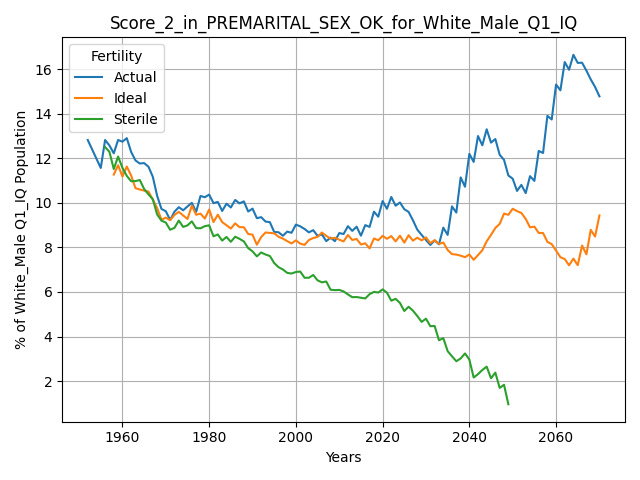 Score_2_in_PREMARITAL_SEX_OK_for_White_Male_Q1_IQ
% of White_Male Q1_IQ Population
Fertility
Actual
Ideal
Sterile
16
14
12
10
8
6
4
2
1960 1980 2000 2020 2040 2060
Years